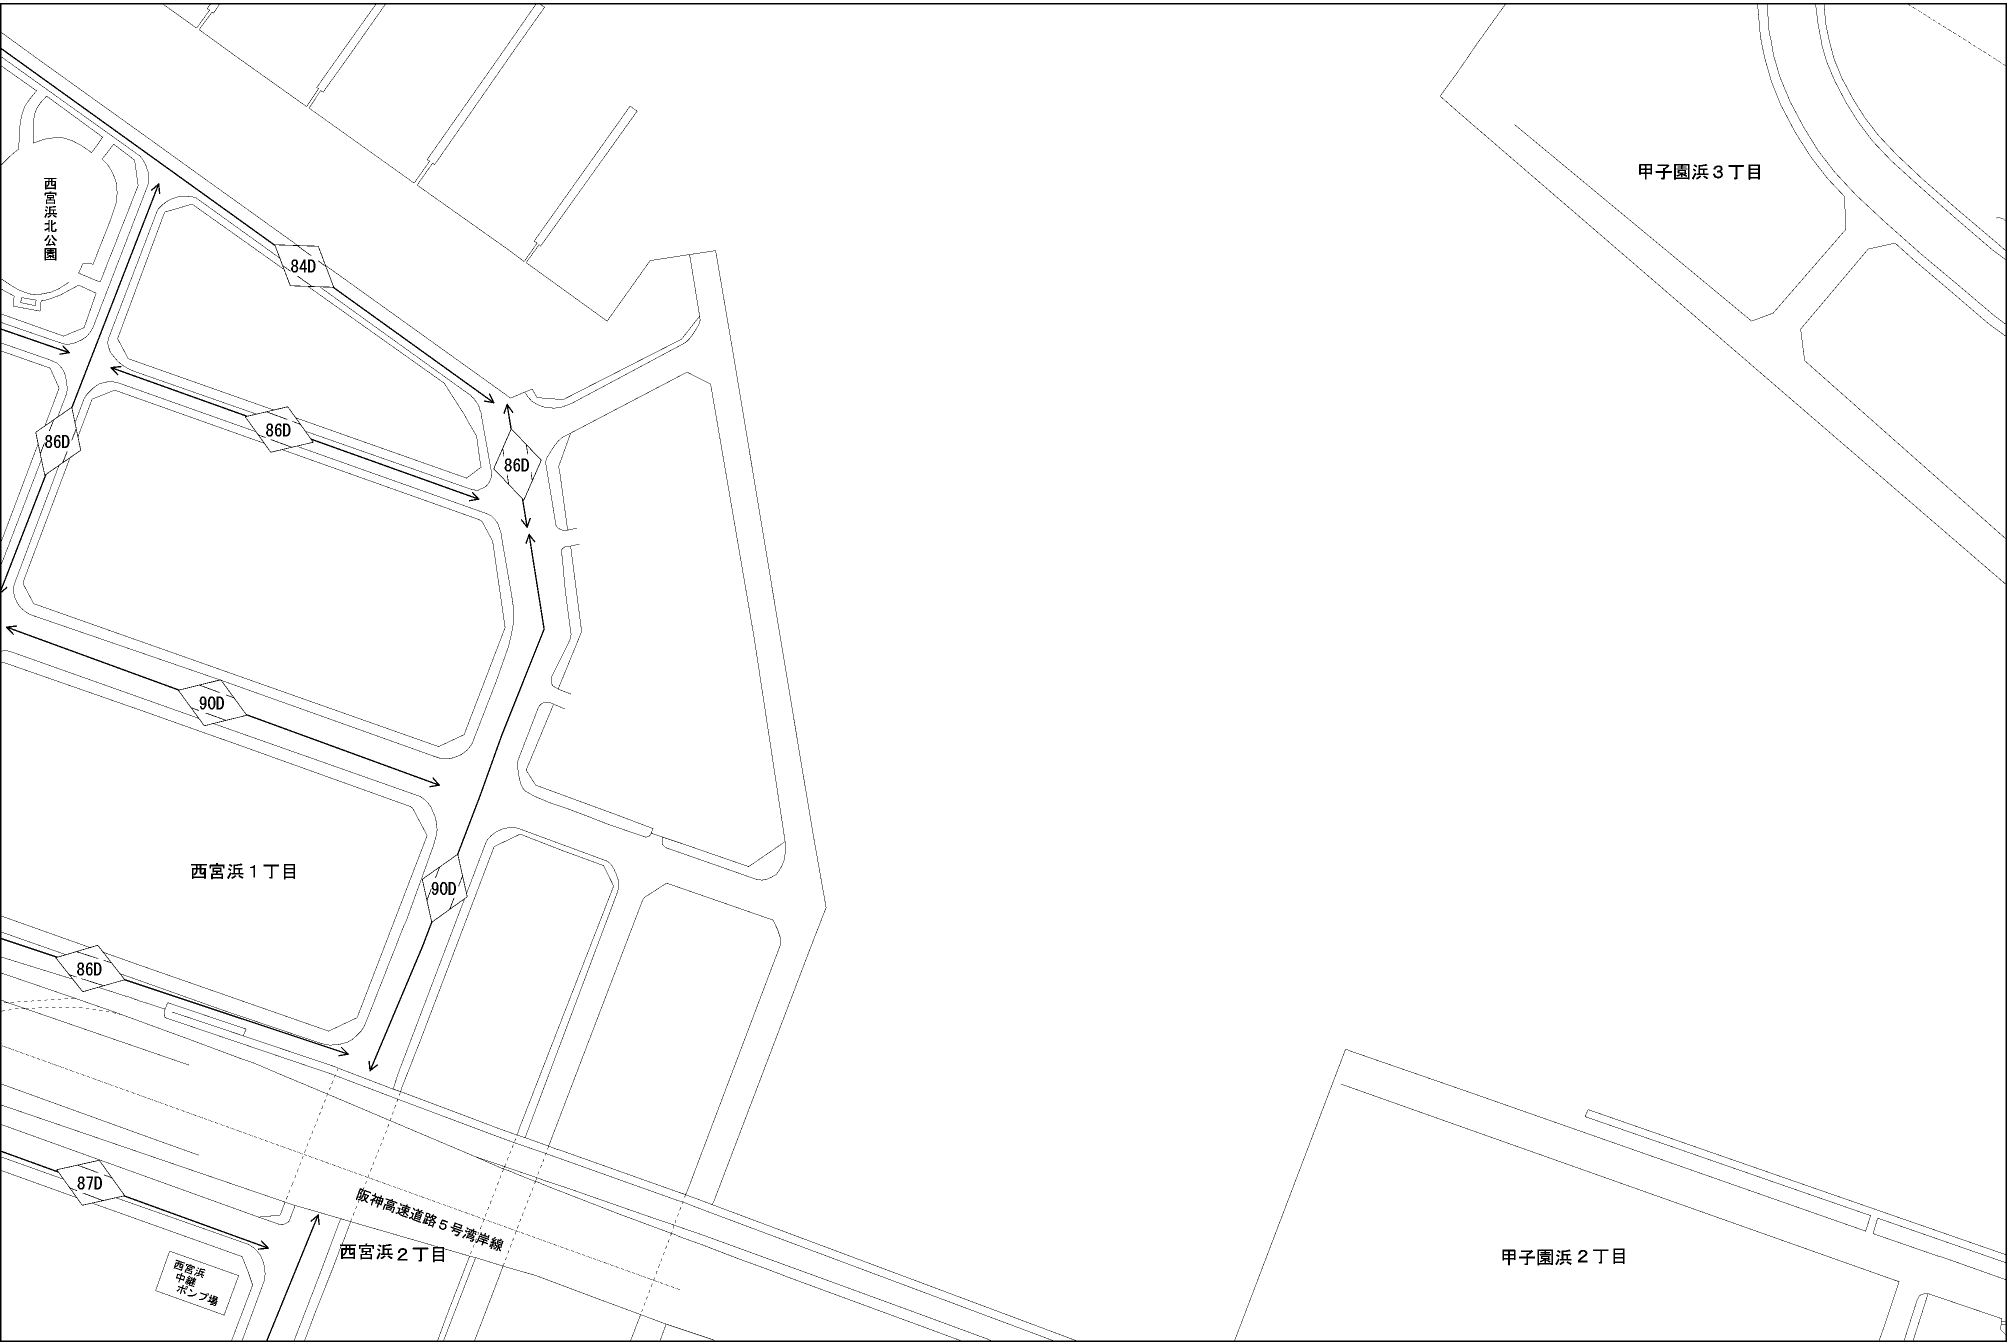 甲子園浜３丁目
西宮浜北公園
84D
86D
86D
86D
90D
西宮浜１丁目
90D
86D
87D
阪神高速道路５号湾岸線
西宮浜２丁目
甲子園浜２丁目
西宮浜
中継
ポンプ場